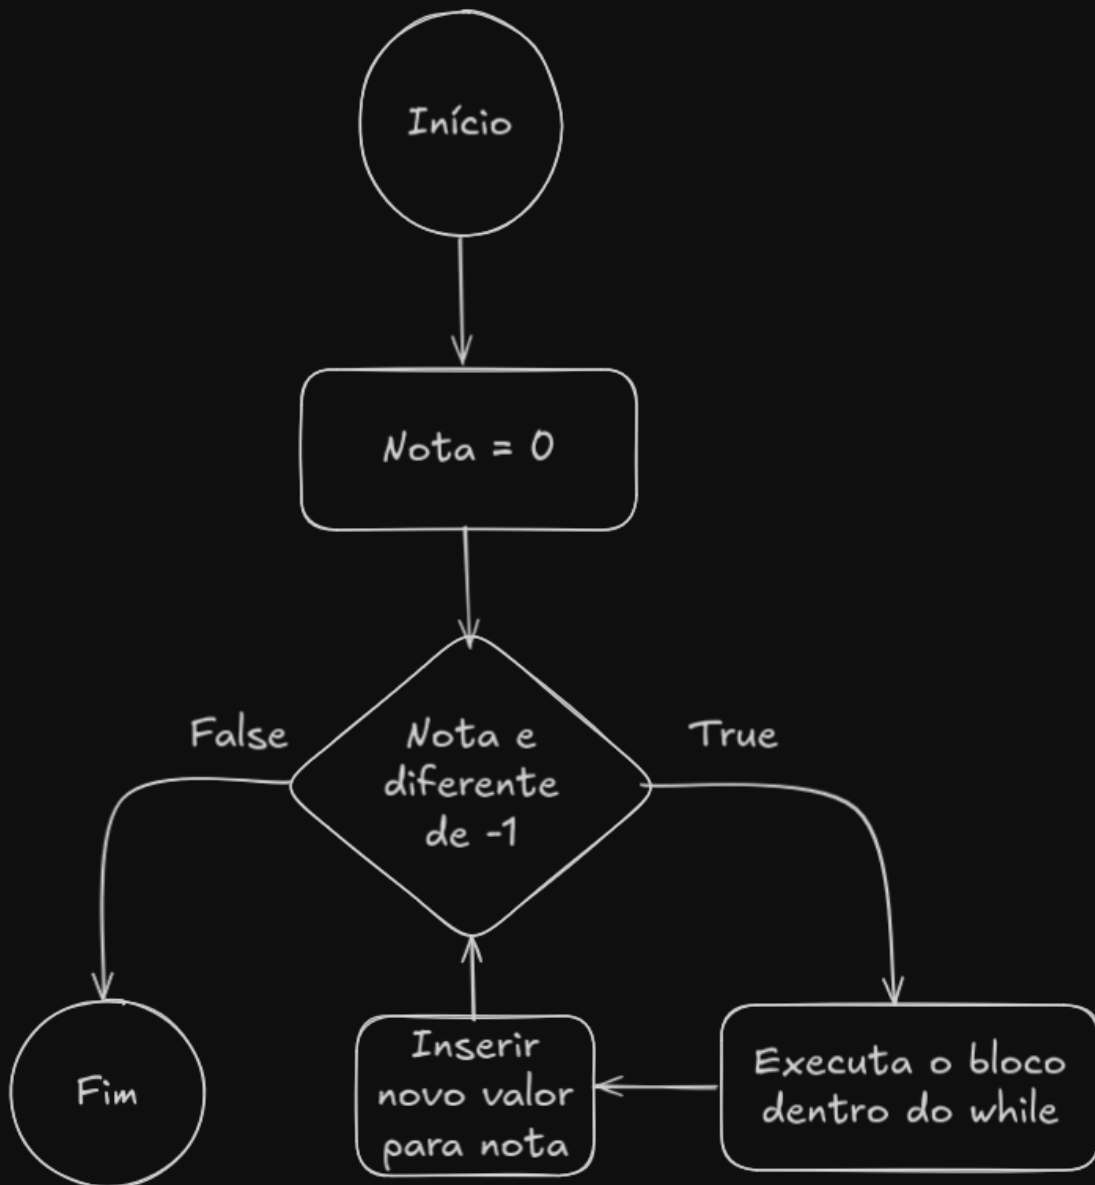 Início
Nota = 0
False
Nota e
diferente
de -1
True
Fim
Inserir
novo valor
para nota
Executa o bloco
dentro do while